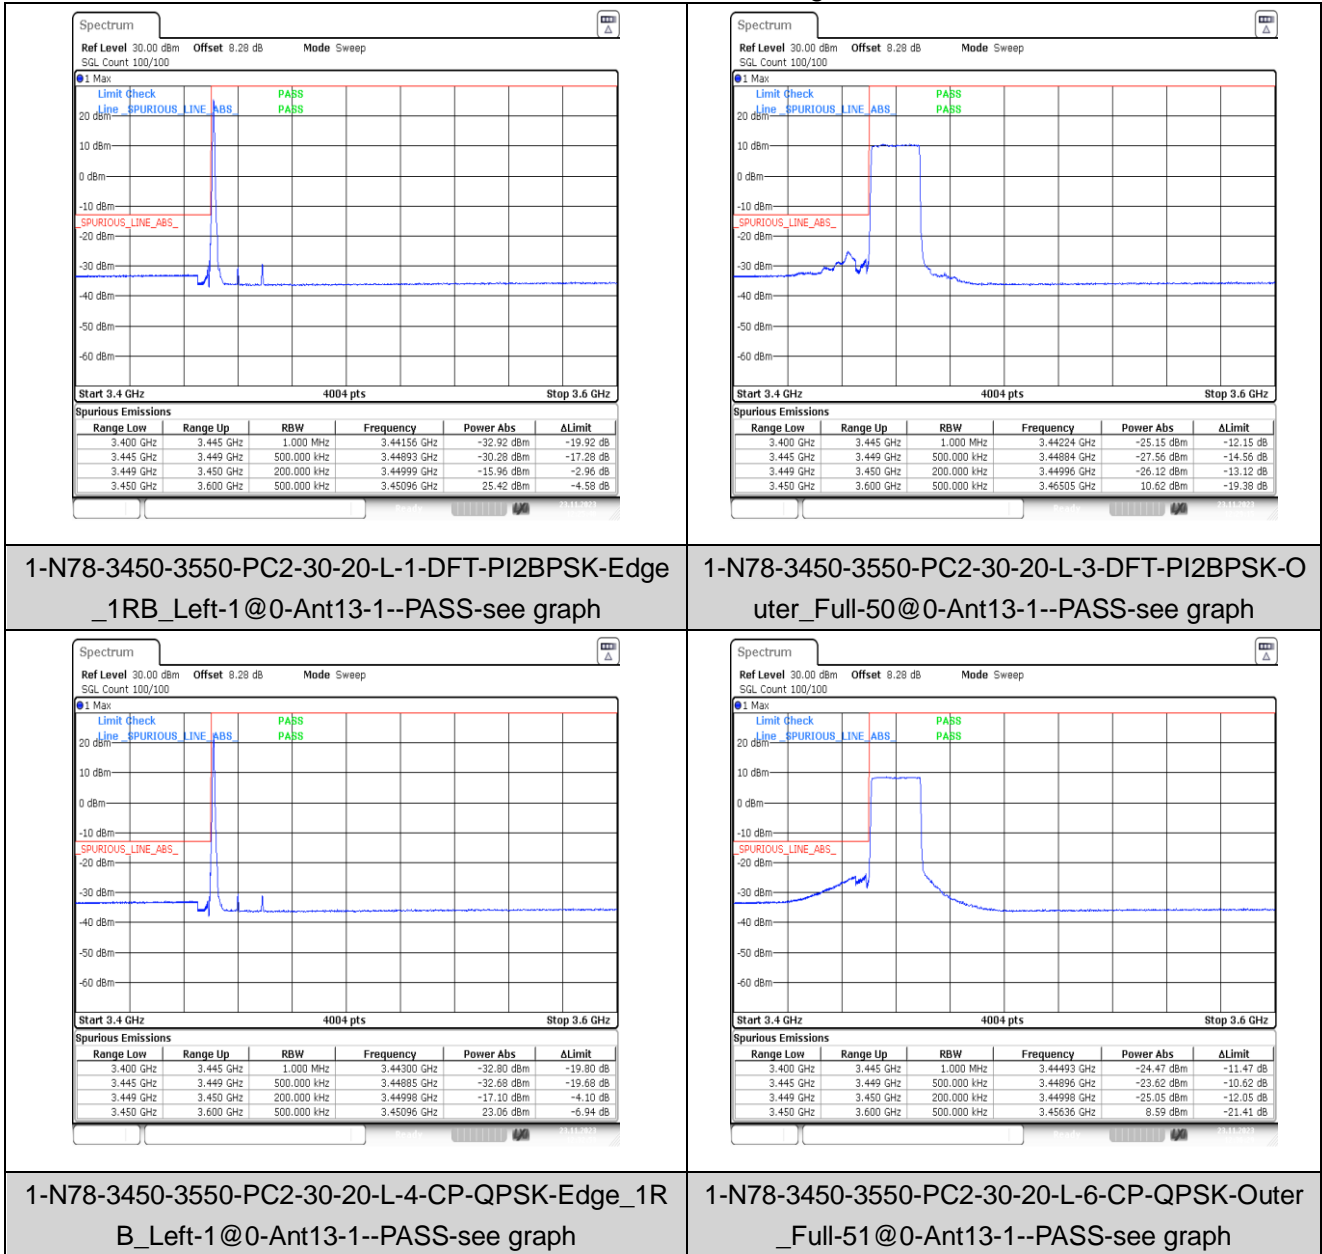 Spectrum
Ref Level 30.00 dBm Offset 8.28 dB Mode Sweep
SGL Count 100/100
1 Max
Limit Check PASS
Line _SPURIOUS_LINE_ABS_ PASS
20 dBm
10 dBm
0 dBm
-10 dBm
_SPURIOUS_LINE_ABS_
-20 dBm
-30 dBm
-40 dBm
-50 dBm
-60 dBm
Start 3.4 GHz 4004 pts Stop 3.6 GHz
Spurious Emissions
Range Low Range Up RBW Frequency Power Abs ΔLimit
3.400 GHz 3.445 GHz 1.000 MHz 3.44156 GHz -32.92 dBm -19.92 dB
3.445 GHz 3.449 GHz 500.000 kHz 3.44893 GHz -30.28 dBm -17.28 dB
3.449 GHz 3.450 GHz 200.000 kHz 3.44999 GHz -15.96 dBm -2.96 dB
3.450 GHz 3.600 GHz 500.000 kHz 3.45096 GHz 25.42 dBm -4.58 dB
1-N78-3450-3550-PC2-30-20-L-1-DFT-PI2BPSK-Edge
_1RB_Left-1@0-Ant13-1--PASS-see graph
Spectrum
Ref Level 30.00 dBm Offset 8.28 dB Mode Sweep
SGL Count 100/100
1 Max
Limit Check PASS
Line _SPURIOUS_LINE_ABS_ PASS
20 dBm
10 dBm
0 dBm
-10 dBm
_SPURIOUS_LINE_ABS_
-20 dBm
-30 dBm
-40 dBm
-50 dBm
-60 dBm
Start 3.4 GHz 4004 pts Stop 3.6 GHz
Spurious Emissions
Range Low Range Up RBW Frequency Power Abs ΔLimit
3.400 GHz 3.445 GHz 1.000 MHz 3.44224 GHz -25.15 dBm -12.15 dB
3.445 GHz 3.449 GHz 500.000 kHz 3.44884 GHz -27.56 dBm -14.56 dB
3.449 GHz 3.450 GHz 200.000 kHz 3.44996 GHz -26.12 dBm -13.12 dB
3.450 GHz 3.600 GHz 500.000 kHz 3.46505 GHz 10.62 dBm -19.38 dB
1-N78-3450-3550-PC2-30-20-L-3-DFT-PI2BPSK-O
uter_Full-50@0-Ant13-1--PASS-see graph
Spectrum
Ref Level 30.00 dBm Offset 8.28 dB Mode Sweep
SGL Count 100/100
1 Max
Limit Check PASS
Line _SPURIOUS_LINE_ABS_ PASS
20 dBm
10 dBm
0 dBm
-10 dBm
_SPURIOUS_LINE_ABS_
-20 dBm
-30 dBm
-40 dBm
-50 dBm
-60 dBm
Start 3.4 GHz 4004 pts Stop 3.6 GHz
Spurious Emissions
Range Low Range Up RBW Frequency Power Abs ΔLimit
3.400 GHz 3.445 GHz 1.000 MHz 3.44300 GHz -32.80 dBm -19.80 dB
3.445 GHz 3.449 GHz 500.000 kHz 3.44885 GHz -32.68 dBm -19.68 dB
3.449 GHz 3.450 GHz 200.000 kHz 3.44998 GHz -17.10 dBm -4.10 dB
3.450 GHz 3.600 GHz 500.000 kHz 3.45096 GHz 23.06 dBm -6.94 dB
1-N78-3450-3550-PC2-30-20-L-4-CP-QPSK-Edge_1R
B_Left-1@0-Ant13-1--PASS-see graph
Spectrum
Ref Level 30.00 dBm Offset 8.28 dB Mode Sweep
SGL Count 100/100
1 Max
Limit Check PASS
Line _SPURIOUS_LINE_ABS_ PASS
20 dBm
10 dBm
0 dBm
-10 dBm
_SPURIOUS_LINE_ABS_
-20 dBm
-30 dBm
-40 dBm
-50 dBm
-60 dBm
Start 3.4 GHz 4004 pts Stop 3.6 GHz
Spurious Emissions
Range Low Range Up RBW Frequency Power Abs ΔLimit
3.400 GHz 3.445 GHz 1.000 MHz 3.44493 GHz -24.47 dBm -11.47 dB
3.445 GHz 3.449 GHz 500.000 kHz 3.44896 GHz -23.62 dBm -10.62 dB
3.449 GHz 3.450 GHz 200.000 kHz 3.44998 GHz -25.05 dBm -12.05 dB
3.450 GHz 3.600 GHz 500.000 kHz 3.45636 GHz 8.59 dBm -21.41 dB
1-N78-3450-3550-PC2-30-20-L-6-CP-QPSK-Outer
_Full-51@0-Ant13-1--PASS-see graph